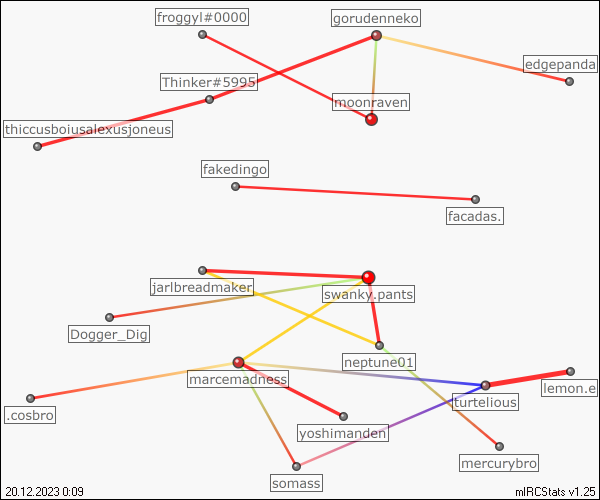 froggyl#0000
gorudenneko
edgepanda
Thinker#5995
moonraven
thiccusboiusalexusjoneus
fakedingo
facadas.
jarlbreadmaker
swanky.pants
Dogger_Dig
neptune01
marcemadness
lemon.e
turtelious
.cosbro
yoshimanden
mercurybro
somass
20.12.2023 0:09
mIRCStats v1.25